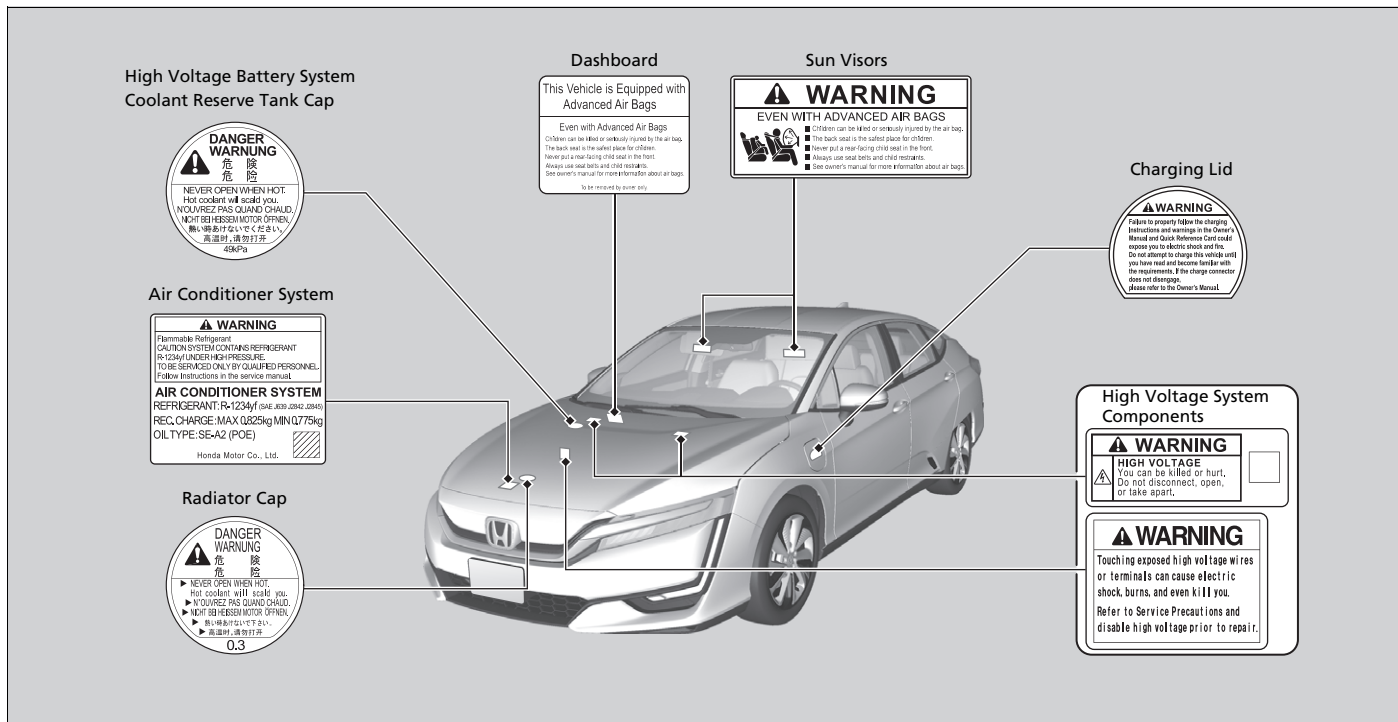 High Voltage Battery System
Coolant Reserve Tank Cap
DANGER
WARNUNG
危 険
危 险
NEVER OPEN WHEN HOT.
Hot coolant will scald you.
N'OUVREZ PAS QUAND CHAUD.
NICHT BEI HEISSEM MOTOR ÖFFNEN.
熱い時あけないでください。
高温时,请勿打开
49kPa
Dashboard
This Vehicle is Equipped with
Advanced Air Bags
Even with Advanced Air Bags
Children can be killed or seriously injured by the air bag.
The back seat is the safest place for children.
Never put a rear-facing child seat in the front.
Always use seat belts and child restraints.
See owner's manual for more information about air bags.
To be removed by owner only.
Sun Visors
WARNING
EVEN WITH ADVANCED AIR BAGS
■ Children can be killed or seriously injured by the air bag.
■ The back seat is the safest place for children.
■ Never put a rear-facing child seat in the front.
■ Always use seat belts and child restraints.
■ See owner's manual for more information about air bags.
Charging Lid
WARNING
Failure to properly follow the charging
Instructions and warnings in the Owner's
Manual and Quick Reference Card could
expose you to electric shock and fire.
Do not attempt to charge this vehicle until
you have read and become familiar with
the requirements. If the charge connector
does not disengage,
please refer to the Owner's Manual.
Air Conditioner System
WARNING
Flammable Refrigerant
CAUTION SYSTEM CONTAINS REFRIGERANT
R-1234yf UNDER HIGH PRESSURE.
TO BE SERVICED ONLY BY QUALIFIED PERSONNEL.
Follow Instructions in the service manual.
AIR CONDITIONER SYSTEM
REFRIGERANT: R-1234yf (SAE J639 J2842 J2845)
REC. CHARGE: MAX 0.825kg MIN 0.775kg
OIL TYPE: SE-A2 (POE)
Honda Motor Co., Ltd.
High Voltage System
Components
WARNING
HIGH VOLTAGE
You can be killed or hurt.
Do not disconnect, open,
or take apart.
WARNING
Touching exposed high voltage wires
or terminals can cause electric
shock, burns, and even kill you.
Refer to Service Precautions and
disable high voltage prior to repair.
Radiator Cap
DANGER
WARNUNG
危 険
危 险
▶ NEVER OPEN WHEN HOT.
Hot coolant will scald you.
▶ N'OUVREZ PAS QUAND CHAUD.
▶ NICHT BEI HEISSEM MOTOR ÖFFNEN.
▶ 熱い時あけないで下さい.
▶ 高温时,请勿打开
0.3